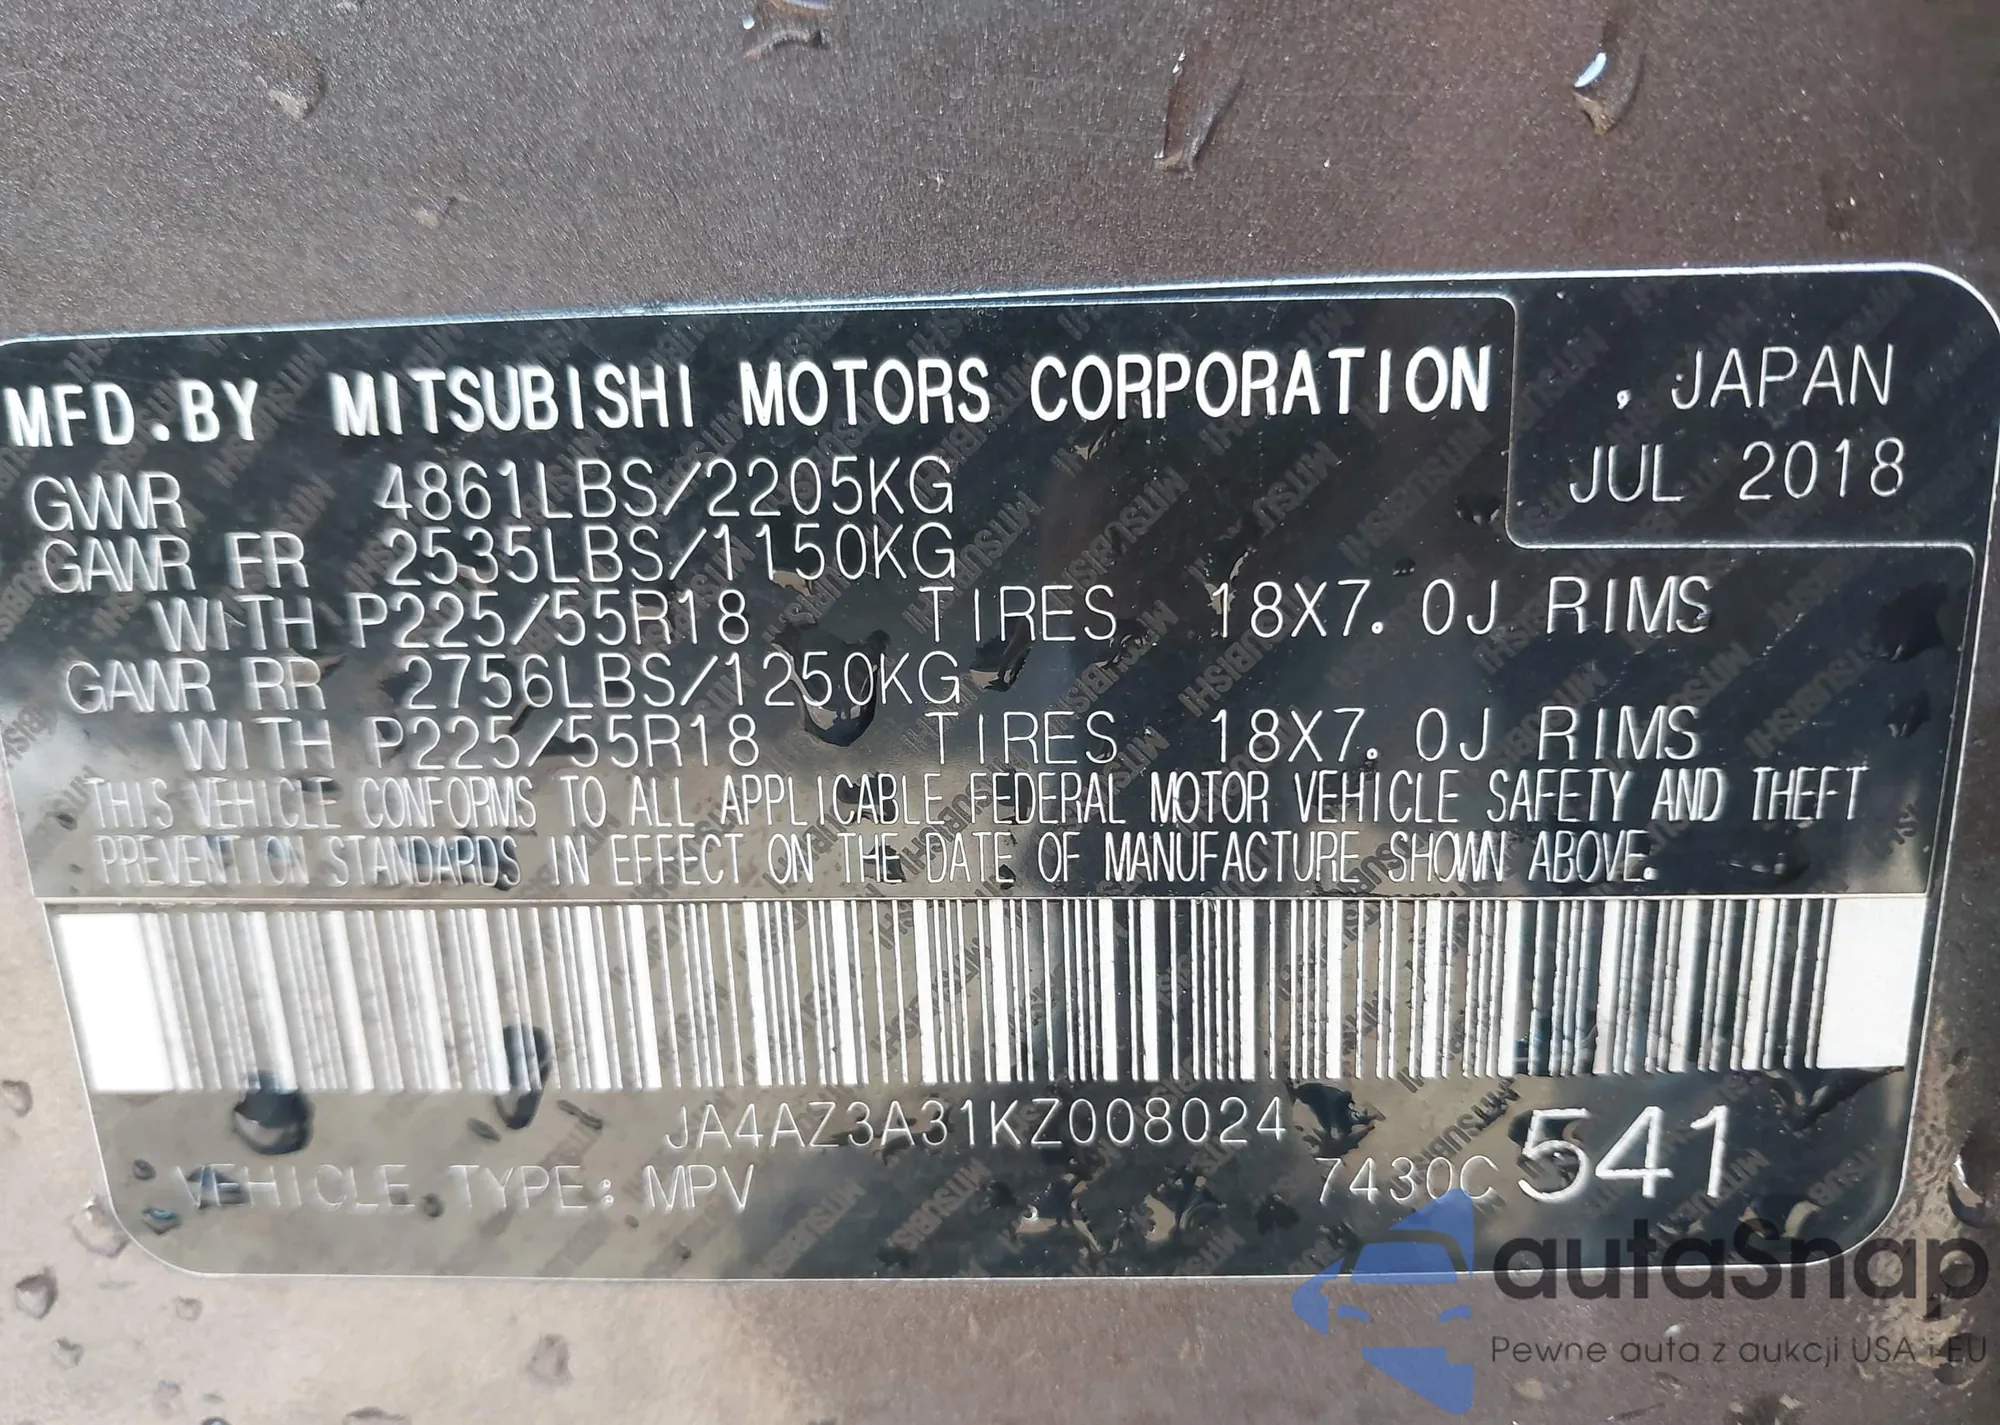 MFD.BY MITSUBISHI MOTORS CORPORATION
, JAPAN
JUL 2018
GVWR 4861LBS/2205KG
GAWR FR 2535LBS/1150KG
WITH P225/55R18 TIRES 18X7.0J RIMS
GAWR RR 2756LBS/1250KG
WITH P225/55R18 TIRES 18X7.0J RIMS
THIS VEHICLE CONFORMS TO ALL APPLICABLE FEDERAL MOTOR VEHICLE SAFETY AND THEFT
PREVENTION STANDARDS IN EFFECT ON THE DATE OF MANUFACTURE SHOWN ABOVE.
JA4AZ3A31KZ008024
VEHICLE TYPE: MPV 7430C 541
autaSnap
Pewne auta z aukcji USA i EU